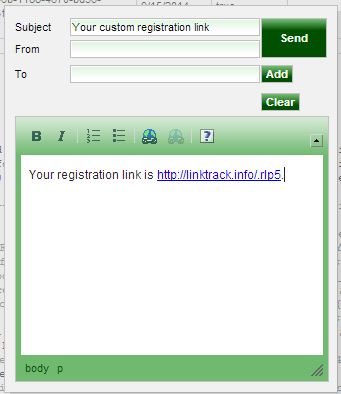 9/15/2014 true
Subject Your custom registration link
Send
From
To Add
Clear
B I ?
Your registration link is http://linktrack.info/.rlp5.
body p